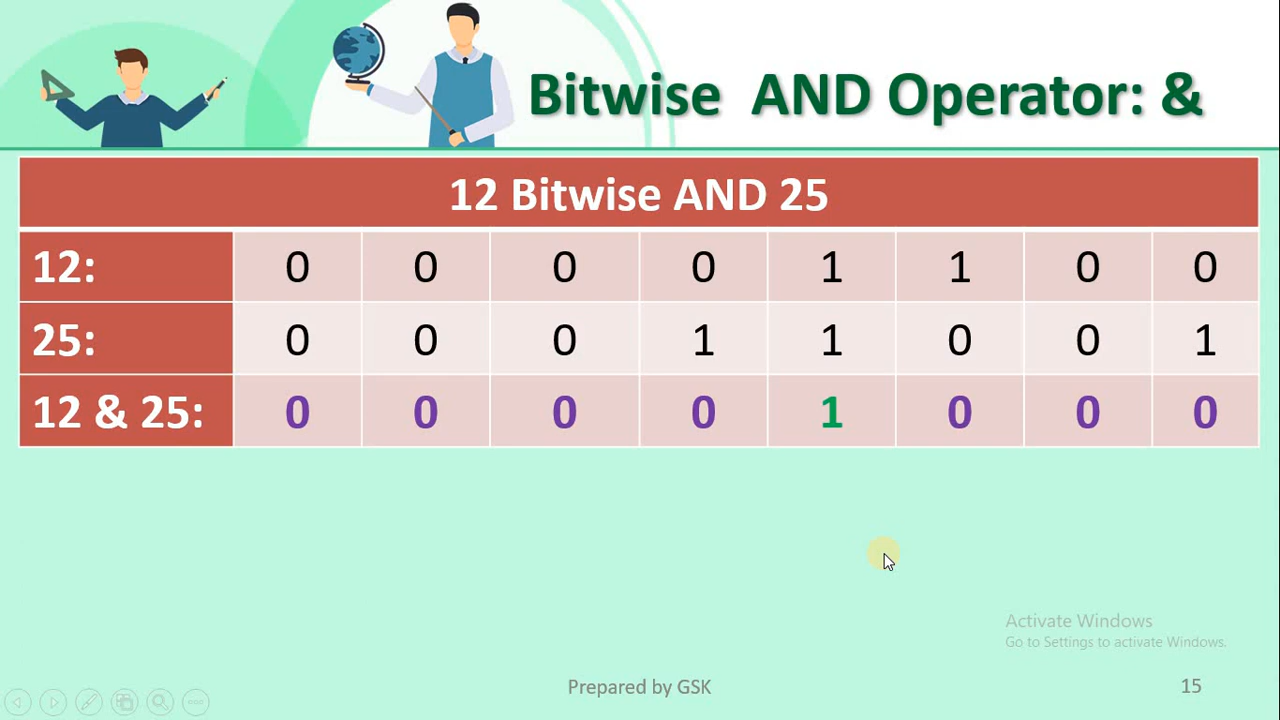 Bitwise AND Operator: &
12 Bitwise AND 25
12: 0 0 0 0 1 1 0 0
25: 0 0 0 1 1 0 0 1
12 & 25: 0 0 0 0 1 0 0 0
Activate Windows
Go to Settings to activate Windows.
Prepared by GSK 15